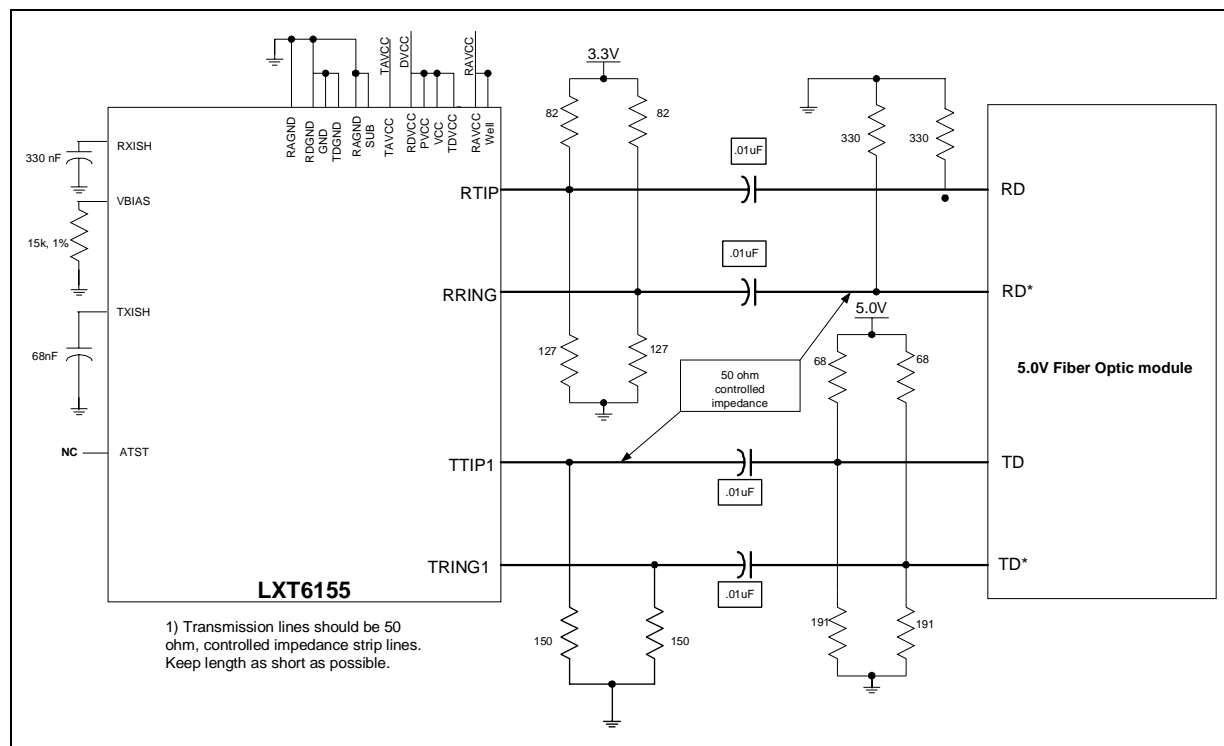 TAVCC
DVCC
RAVCC
3.3V
RAGND
RDGND
GND
TDGND
RAGND
SUB
TAVCC
RDVCC
PVCC
VCC
TDVCC
RAVCC
Well
82
82
330
330
330 nF
RXISH
.01uF
VBIAS
RTIP
RD
15k, 1%
.01uF
RRING
RD*
TXISH
5.0V
68nF
127
127
68
68
50 ohm
controlled
impedance
5.0V Fiber Optic module
NC
ATST
TTIP1
TD
.01uF
TRING1
TD*
LXT6155
.01uF
1) Transmission lines should be 50
ohm, controlled impedance strip lines.
Keep length as short as possible.
150
150
191
191